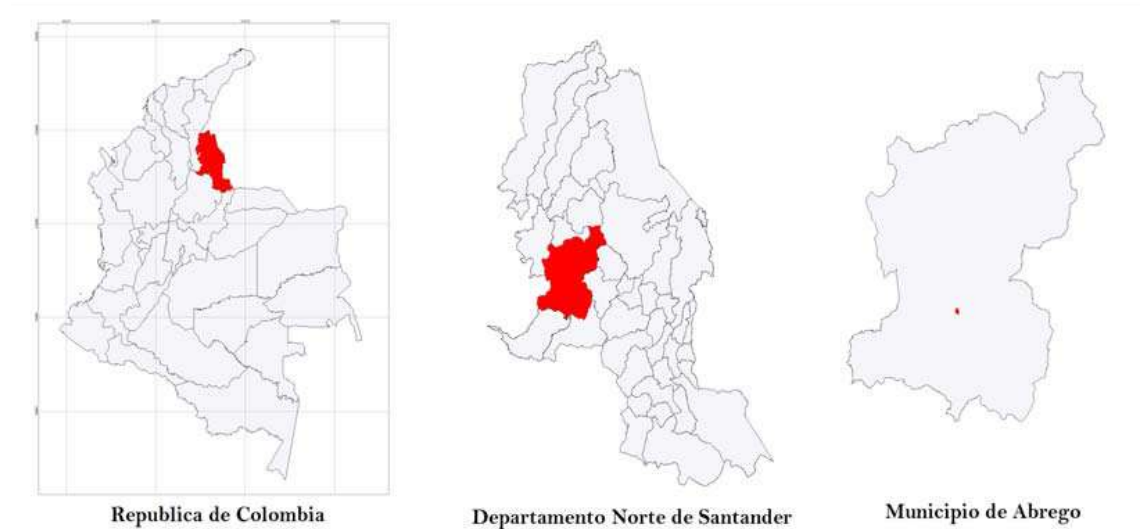 Republica de Colombia
Departamento Norte de Santander
Municipio de Abrego